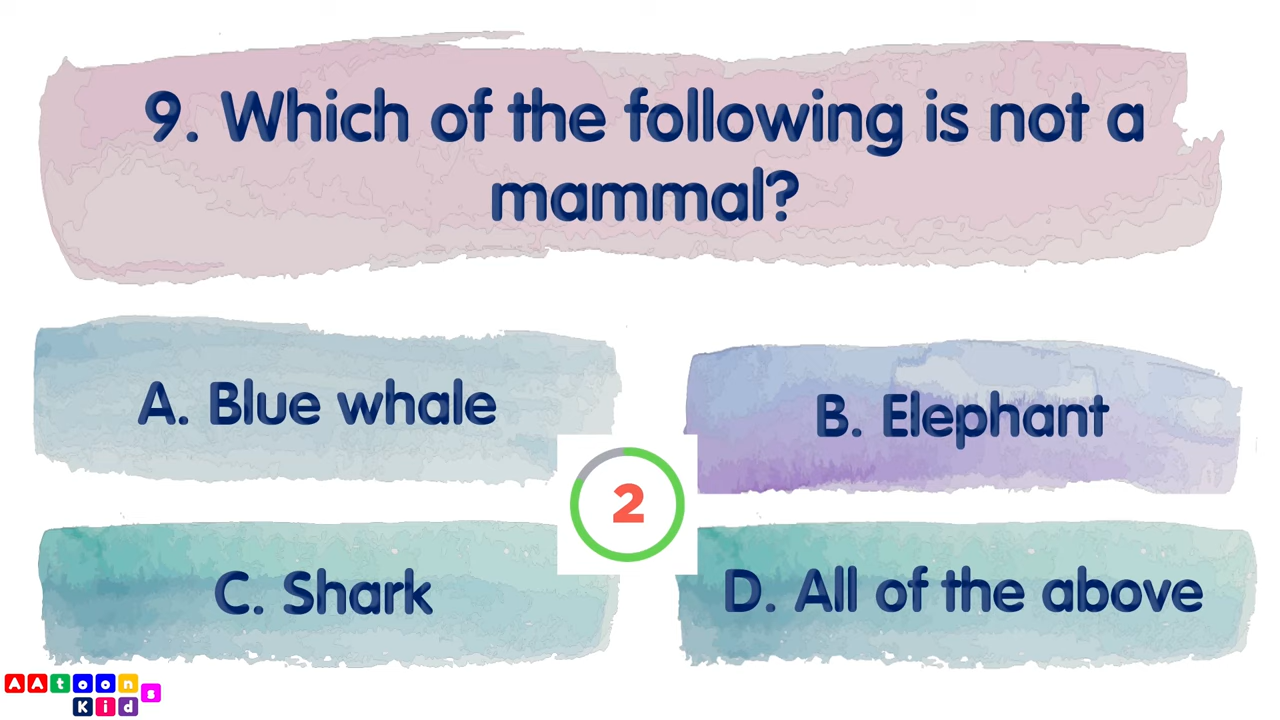 9. Which of the following is not a
mammal?
A. Blue whale
B. Elephant
2
C. Shark
D. All of the above
AAtoons
Kid